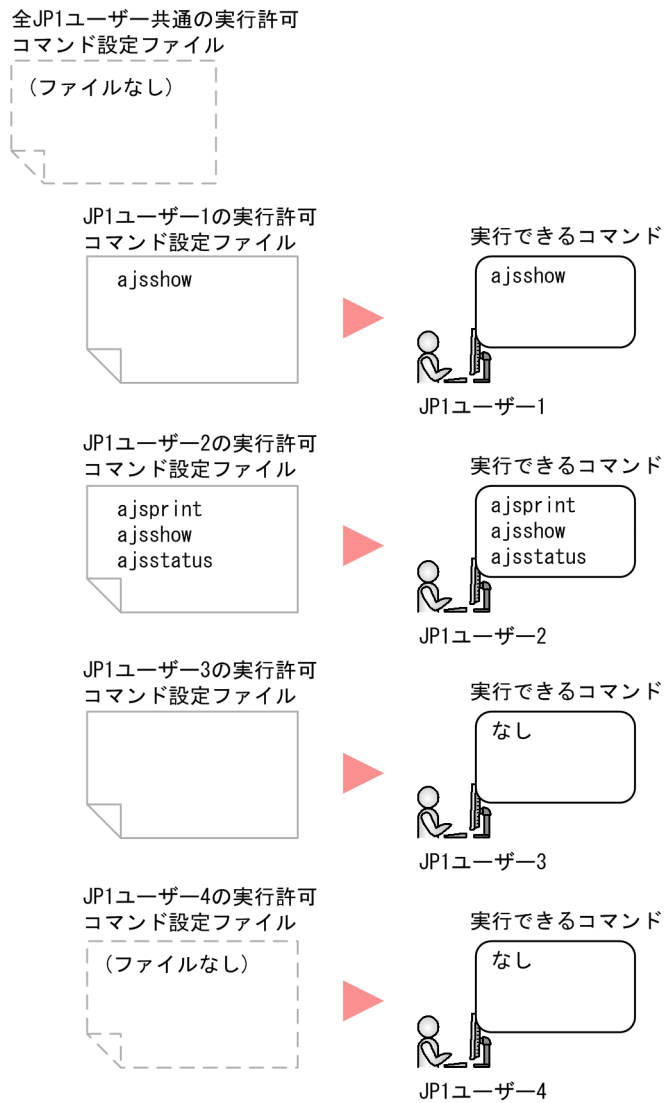 全JP1ユーザー共通の実行許可
コマンド設定ファイル
(ファイルなし)
JP1ユーザー1の実行許可
コマンド設定ファイル
ajsshow
実行できるコマンド
ajsshow
JP1ユーザー1
JP1ユーザー2の実行許可
コマンド設定ファイル
ajsprint
ajsshow
ajsstatus
実行できるコマンド
ajsprint
ajsshow
ajsstatus
JP1ユーザー2
JP1ユーザー3の実行許可
コマンド設定ファイル
実行できるコマンド
なし
JP1ユーザー3
JP1ユーザー4の実行許可
コマンド設定ファイル
(ファイルなし)
実行できるコマンド
なし
JP1ユーザー4